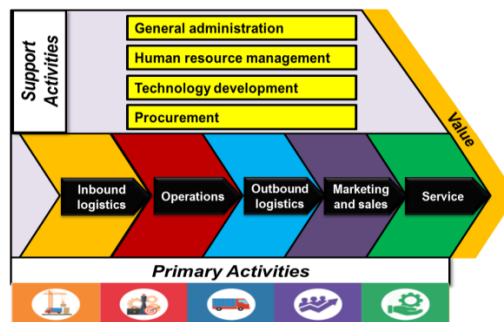 Support
Activities
General administration
Human resource management
Technology development
Procurement
Value
Inbound
logistics
Operations
Outbound
logistics
Marketing
and sales
Service
Primary Activities